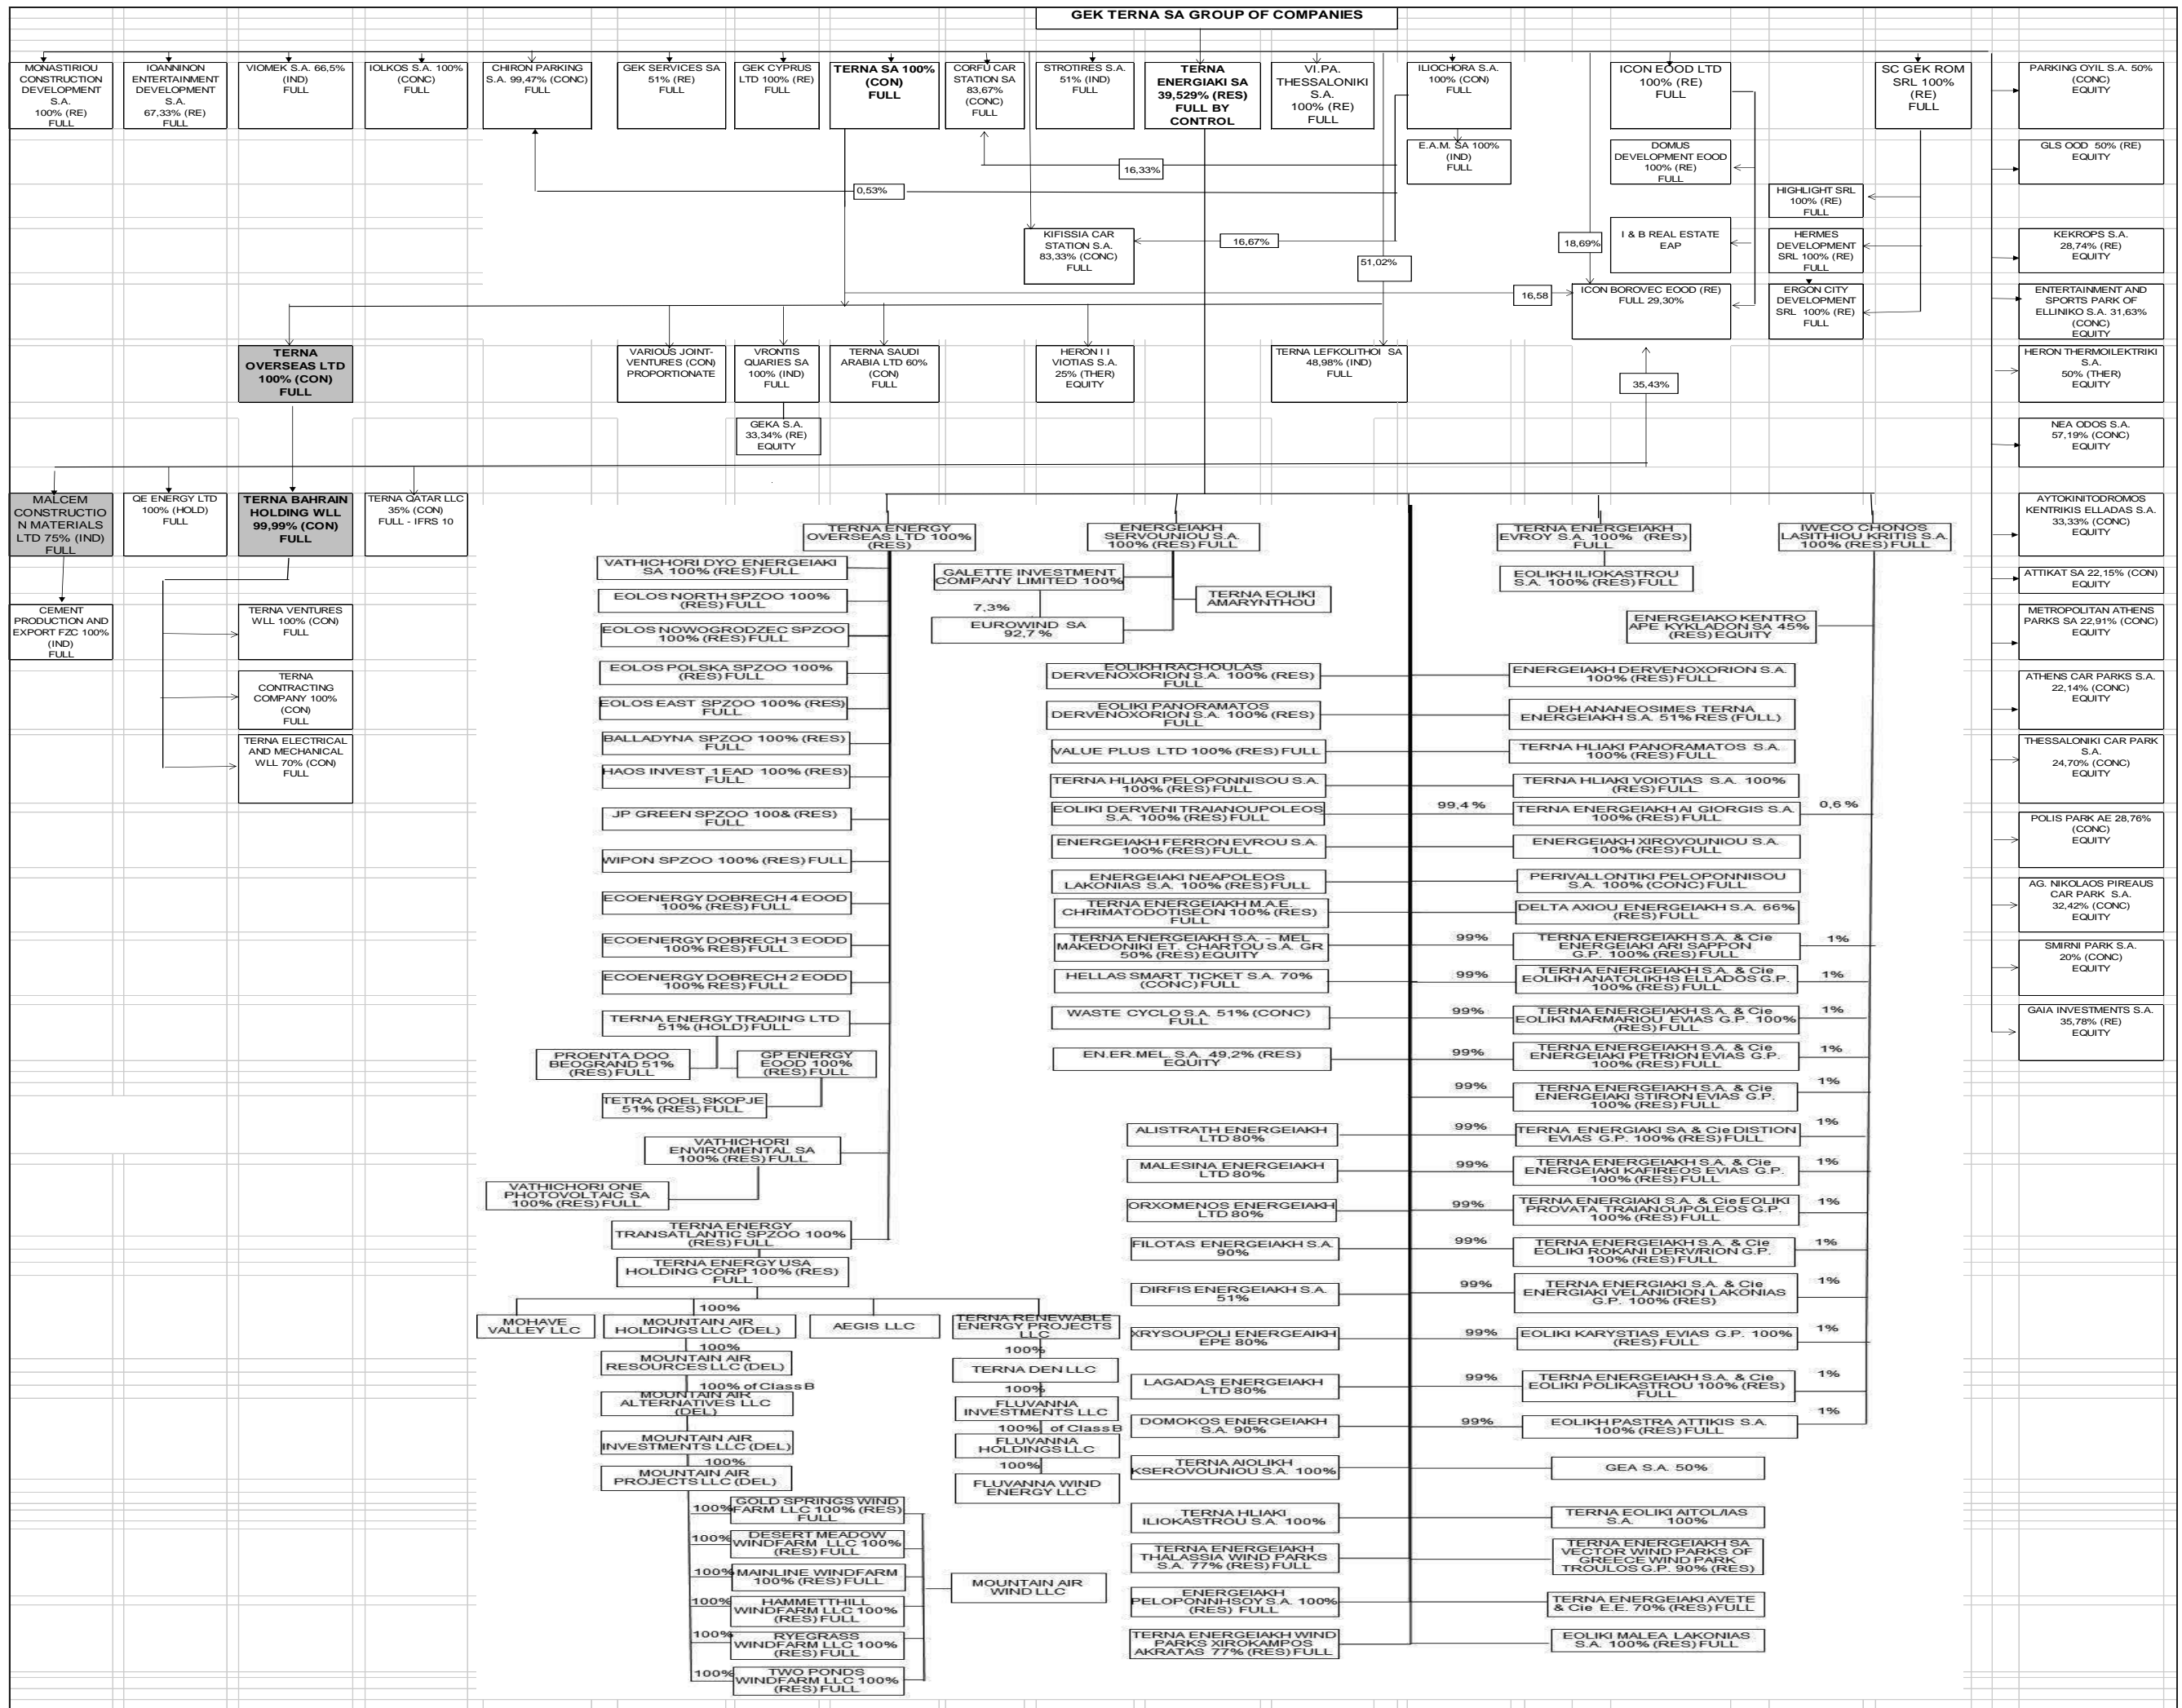 GEK TERNA SA GROUP OF COMPANIES
MONASTIRIOU
CONSTRUCTION
DEVELOPMENT
S.A.
100% (RE)
FULL
IOANNINON
ENTERTAINMENT
DEVELOPMENT
S.A.
67,33% (RE)
FULL
VIOMEK S.A. 66,5%
(IND)
FULL
IOLKOS S.A. 100%
(CONC)
FULL
CHIRON PARKING
S.A. 99,47% (CONC)
FULL
GEK SERVICES SA
51% (RE)
FULL
GEK CYPRUS
LTD 100% (RE)
FULL
TERNA SA 100%
(CON)
FULL
CORFU CAR
STATION SA
83,67%
(CONC)
FULL
STROTIRES S.A.
51% (IND)
FULL
TERNA
ENERGIAKI SA
39,529% (RES)
FULL BY
CONTROL
VI.PA.
THESSALONIKI
S.A.
100% (RE)
FULL
ILIOCHORA S.A.
100% (CON)
FULL
ICON EOOD LTD
100% (RE)
FULL
SC GEK ROM
SRL 100%
(RE)
FULL
PARKING OYIL S.A. 50%
(CONC)
EQUITY
E.A.M. SA 100%
(IND)
FULL
DOMUS
DEVELOPMENT EOOD
100% (RE)
FULL
GLS OOD 50% (RE)
EQUITY
16,33%
0,53%
HIGHLIGHT SRL
100% (RE)
FULL
KIFISSIA CAR
STATION S.A.
83,33% (CONC)
FULL
16,67%
18,69%
51,02%
I & B REAL ESTATE
EAP
HERMES
DEVELOPMENT
SRL 100% (RE)
FULL
KEKROPS S.A.
28,74% (RE)
EQUITY
16,58
ICON BOROVEC EOOD (RE)
FULL 29,30%
ERGON CITY
DEVELOPMENT
SRL 100% (RE)
FULL
ENTERTAINMENT AND
SPORTS PARK OF
ELLINIKO S.A. 31,63%
(CONC)
EQUITY
TERNA
OVERSEAS LTD
100% (CON)
FULL
VARIOUS JOINT-
VENTURES (CON)
PROPORTIONATE
VRONTIS
QUARIES SA
100% (IND)
FULL
TERNA SAUDI
ARABIA LTD 60%
(CON)
FULL
HERON I I
VIOTIAS S.A.
25% (THER)
EQUITY
TERNA LEFKOLITHOI SA
48,98% (IND)
FULL
35,43%
HERON THERMOILEKTRIKI
S.A.
50% (THER)
EQUITY
GEKA S.A.
33,34% (RE)
EQUITY
NEA ODOS S.A.
57,19% (CONC)
EQUITY
MALCEM
CONSTRUCTIO
N MATERIALS
LTD 75% (IND)
FULL
QE ENERGY LTD
100% (HOLD)
FULL
TERNA BAHRAIN
HOLDING WLL
99,99% (CON)
FULL
TERNA QATAR LLC
35% (CON)
FULL - IFRS 10
AYTOKINITODROMOS
KENTRIKIS ELLADAS S.A.
33,33% (CONC)
EQUITY
ATTIKAT SA 22,15% (CON)
EQUITY
METROPOLITAN ATHENS
PARKS SA 22,91% (CONC)
EQUITY
ATHENS CAR PARKS S.A.
22,14% (CONC)
EQUITY
THESSALONIKI CAR PARK
S.A.
24,70% (CONC)
EQUITY
POLIS PARK AE 28,76%
(CONC)
EQUITY
AG. NIKOLAOS PIREAUS
CAR PARK S.A.
32,42% (CONC)
EQUITY
SMIRNI PARK S.A.
20% (CONC)
EQUITY
GAIA INVESTMENTS S.A.
35,78% (RE)
EQUITY
CEMENT
PRODUCTION AND
EXPORT FZC 100%
(IND)
FULL
TERNA VENTURES
WLL 100% (CON)
FULL
TERNA
CONTRACTING
COMPANY 100%
(CON)
FULL
TERNA ELECTRICAL
AND MECHANICAL
WLL 70% (CON)
FULL
TERNA ENERGY
OVERSEAS LTD 100%
(RES)
ENERGEIAKH
SERVOUNIOU S.A.
100% (RES) FULL
TERNA ENERGEIAKH
EVROY S.A. 100% (RES)
FULL
IWECO CHONOS
LASITHIOU KRITIS S.A.
100% (RES) FULL
VATHICHORI DYO ENERGEIAKI
SA 100% (RES) FULL
EOLOS NORTH SPZOO 100%
(RES) FULL
EOLOS NOWOGRODZEC SPZOO
100% (RES) FULL
EOLOS POLSKA SPZOO 100%
(RES) FULL
EOLOS EAST SPZOO 100% (RES)
FULL
BALLADYNA SPZOO 100% (RES)
FULL
HAOS INVEST 1 EAD 100% (RES)
FULL
JP GREEN SPZOO 100& (RES)
FULL
WIPON SPZOO 100% (RES) FULL
ECOENERGY DOBRECH 4 EOOD
100% (RES) FULL
ECOENERGY DOBRECH 3 EODD
100% RES) FULL
ECOENERGY DOBRECH 2 EODD
100% RES) FULL
TERNA ENERGY TRADING LTD
51% (HOLD) FULL
PROENTA DOO
BEOGRAND 51%
(RES) FULL
GP ENERGY
EOOD 100%
(RES) FULL
TETRA DOEL SKOPJE
51% (RES) FULL
VATHICHORI
ENVIROMENTAL SA
100% (RES) FULL
VATHICHORI ONE
PHOTOVOLTAIC SA
100% (RES) FULL
TERNA ENERGY
TRANSATLANTIC SPZOO 100%
(RES) FULL
TERNA ENERGY USA
HOLDING CORP 100% (RES)
FULL
100%
MOHAVE
VALLEY LLC
MOUNTAIN AIR
HOLDINGS LLC (DEL)
AEGIS LLC
TERNA RENEWABLE
ENERGY PROJECTS
LLC
100%
MOUNTAIN AIR
RESOURCES LLC (DEL)
100% of Class B
MOUNTAIN AIR
ALTERNATIVES LLC
(DEL)
MOUNTAIN AIR
INVESTMENTS LLC (DEL)
100%
MOUNTAIN AIR
PROJECTS LLC (DEL)
100%
TERNA DEN LLC
100%
FLUVANNA
INVESTMENTS LLC
100% of Class B
FLUVANNA
HOLDINGS LLC
100%
FLUVANNA WIND
ENERGY LLC
100%
GOLD SPRINGS WIND
FARM LLC 100% (RES)
FULL
100%
DESERT MEADOW
WINDFARM LLC 100%
(RES) FULL
100%
MAINLINE WINDFARM
100% (RES) FULL
100%
HAMMETTHILL
WINDFARM LLC 100%
(RES) FULL
100%
RYEGRASS
WINDFARM LLC 100%
(RES) FULL
100%
TWO PONDS
WINDFARM LLC 100%
(RES) FULL
MOUNTAIN AIR
WIND LLC
GALETTE INVESTMENT
COMPANY LIMITED 100%
7,3%
EUROWIND SA
92,7 %
TERNA EOLIKI
AMARYNTHOU
EOLIKH ILIOKASTROU
S.A. 100% (RES) FULL
ENERGEIAKO KENTRO
APE KYKLADON SA 45%
(RES) EQUITY
EOLIKH RACHOULAS
DERVENOXORION S.A. 100% (RES)
FULL
ENERGEIAKH DERVENOXORION S.A.
100% (RES) FULL
EOLIKI PANORAMATOS
DERVENOXORION S.A. 100% (RES)
FULL
DEH ANANEOSIMES TERNA
ENERGEIAKH S.A. 51% RES (FULL)
VALUE PLUS LTD 100% (RES) FULL
TERNA HLIAKI PANORAMATOS S.A.
100% (RES) FULL
TERNA HLIAKI PELOPONNISOU S.A.
100% (RES) FULL
TERNA HLIAKI VOIOTIAS S.A. 100%
(RES) FULL
EOLIKI DERVENI TRAIANOUPOLEOS
S.A. 100% (RES) FULL
99,4 %
TERNA ENERGEIAKH AI GIORGIS S.A.
100% (RES) FULL
0,6 %
ENERGEIAKH FERRON EVROU S.A.
100% (RES) FULL
ENERGEIAKH XIROVOUNIOU S.A.
100% (RES) FULL
ENERGEIAKI NEAPOLEOS
LAKONIAS S.A. 100% (RES) FULL
PERIVALLONTIKI PELOPONNISOU
S.A. 100% (CONC) FULL
TERNA ENERGEIAKH M.A.E.
CHRIMATODOTISEON 100% (RES)
FULL
DELTA AXIOU ENERGEIAKH S.A. 66%
(RES) FULL
TERNA ENERGEIAKH S.A. - MEL
MAKEDONIKI ET. CHARTOU S.A. GR
50% (RES) EQUITY
99%
TERNA ENERGEIAKH S.A. & Cie
ENERGEIAKI ARI SAPPON
G.P. 100% (RES) FULL
1%
HELLAS SMART TICKET S.A. 70%
(CONC) FULL
99%
TERNA ENERGEIAKH S.A. & Cie
EOLIKH ANATOLIKHS ELLADOS G.P.
100% (RES) FULL
1%
WASTE CYCLO S.A. 51% (CONC)
FULL
99%
TERNA ENERGEIAKH S.A. & Cie
EOLIKI MARMARIOU EVIAS G.P. 100%
(RES) FULL
1%
EN.ER.MEL. S.A. 49,2% (RES)
EQUITY
99%
TERNA ENERGEIAKH S.A. & Cie
ENERGEIAKI PETRION EVIAS G.P.
100% (RES) FULL
1%
99%
TERNA ENERGEIAKH S.A. & Cie
ENERGEIAKI STIRON EVIAS G.P.
100% (RES) FULL
1%
ALISTRATH ENERGEIAKH
LTD 80%
99%
TERNA ENERGIAKI SA & Cie DISTION
EVIAS G.P. 100% (RES) FULL
1%
MALESINA ENERGEIAKH
LTD 80%
99%
TERNA ENERGEIAKH S.A. & Cie
ENERGEIAKI KAFIREOS EVIAS G.P.
100% (RES) FULL
1%
ORXOMENOS ENERGEIAKH
LTD 80%
99%
TERNA ENERGIAKI S.A. & Cie EOLIKI
PROVATA TRAIANOUPOLEOS G.P.
100% (RES) FULL
1%
FILOTAS ENERGEIAKH S.A.
90%
99%
TERNA ENERGEIAKH S.A. & Cie
EOLIKI ROKANI DERV/RION G.P.
100% (RES) FULL
1%
DIRFIS ENERGEIAKH S.A.
51%
99%
TERNA ENERGIAKI S.A. & Cie
ENERGIAKI VELANIDION LAKONIAS
G.P. 100% (RES)
1%
XRYSOUPOLI ENERGEAIKH
EPE 80%
99%
EOLIKI KARYSTIAS EVIAS G.P. 100%
(RES) FULL
1%
LAGADAS ENERGEIAKH
LTD 80%
99%
TERNA ENERGEIAKH S.A. & Cie
EOLIKI POLIKASTROU 100% (RES)
FULL
1%
DOMOKOS ENERGEIAKH
S.A. 90%
99%
EOLIKH PASTRA ATTIKIS S.A.
100% (RES) FULL
1%
TERNA AIOLIKH
KSEROVOUNIOU S.A. 100%
GEA S.A. 50%
TERNA HLIAKI
ILIOKASTROU S.A. 100%
TERNA EOLIKI AITOL/IAS
S.A. 100%
TERNA ENERGEIAKH
THALASSIA WIND PARKS
S.A. 77% (RES) FULL
TERNA ENERGEIAKH SA
VECTOR WIND PARKS OF
GREECE WIND PARK
TROULOS G.P. 90% (RES)
ENERGEIAKH
PELOPONNHSOY S.A. 100%
(RES) FULL
TERNA ENERGEIAKI AVETE
& Cie E.E. 70% (RES) FULL
TERNA ENERGEIAKH WIND
PARKS XIROKAMPOS
AKRATAS 77% (RES) FULL
EOLIKI MALEA LAKONIAS
S.A. 100% (RES) FULL